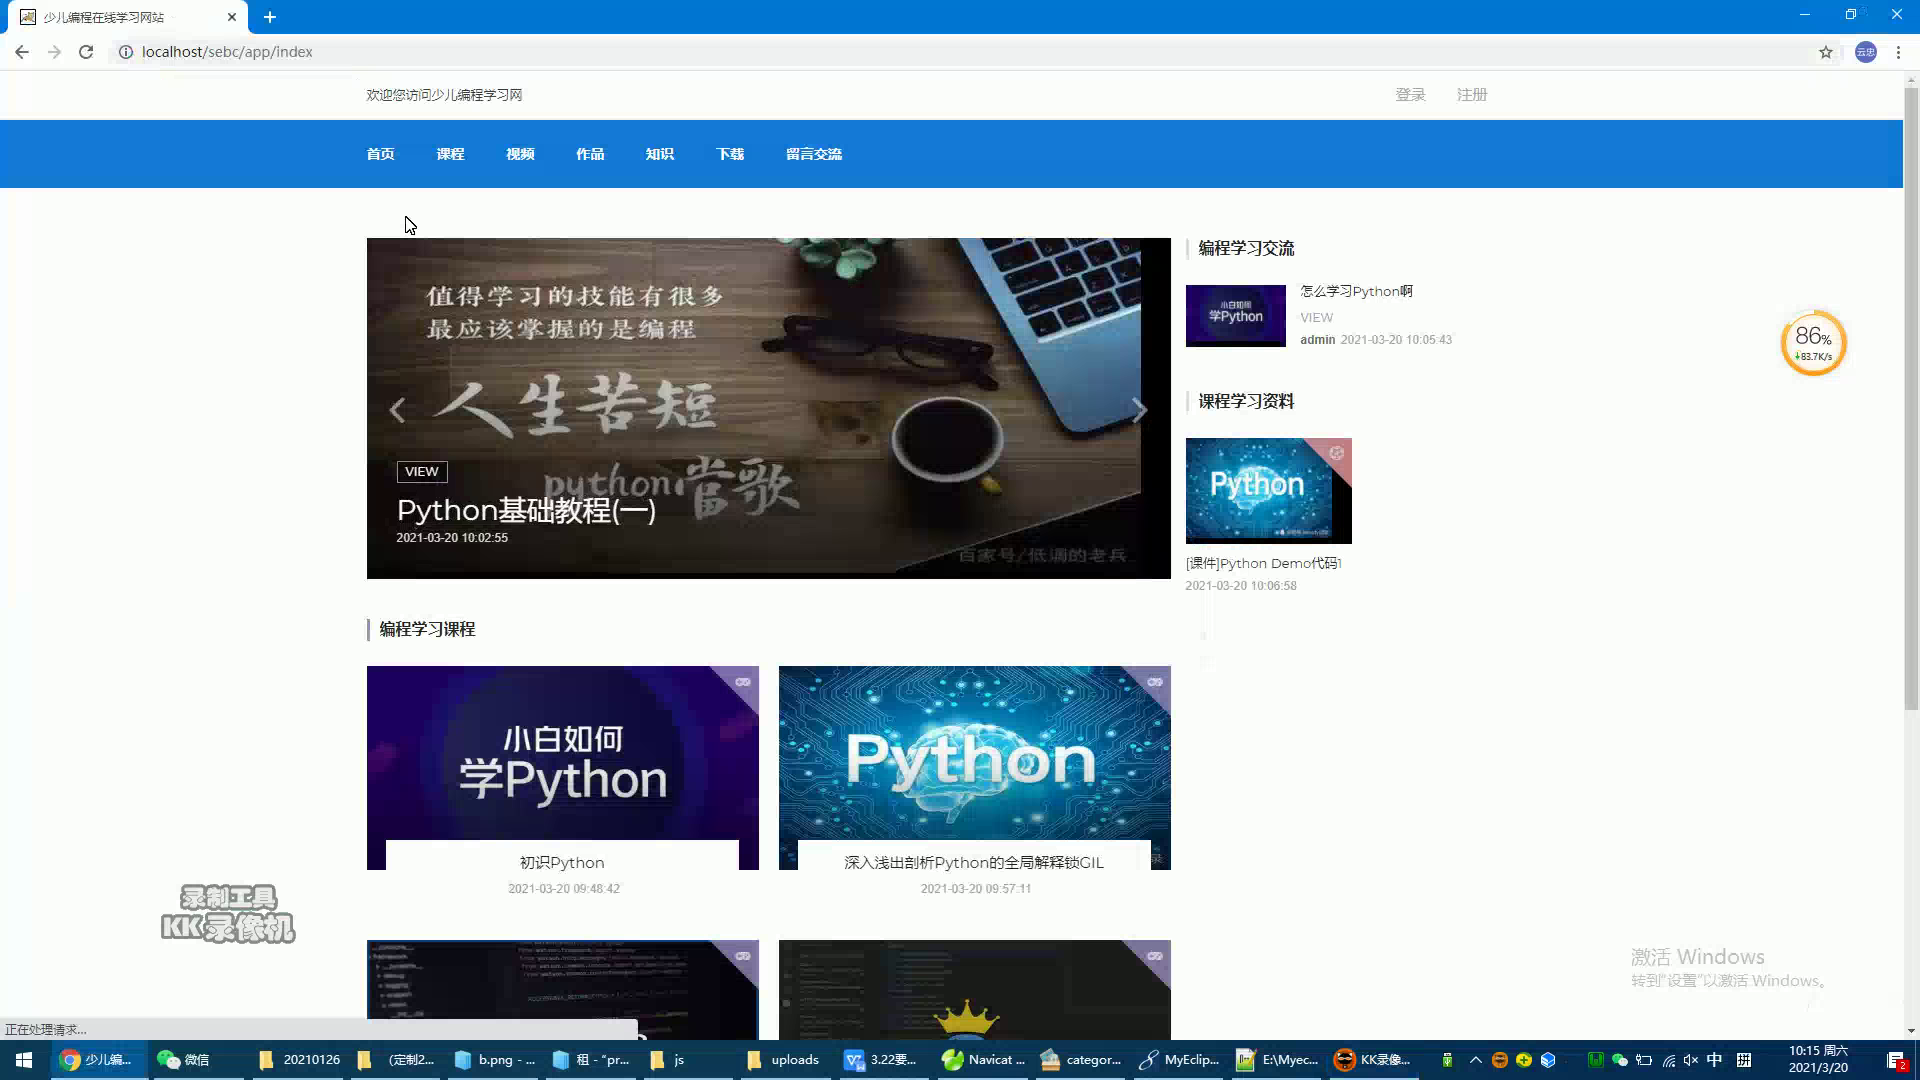 少儿编程在线学习网站
localhost/sebc/app/index
云忠
欢迎您访问少儿编程学习网
登录
注册
首页
课程
视频
作品
知识
下载
留言交流
值得学习的技能有很多
最应该掌握的是编程
人生苦短
python當歌
VIEW
Python基础教程(一)
2021-03-20 10:02:55
百家号/低调的老兵
编程学习交流
小白如何
学Python
怎么学习Python啊
VIEW
admin 2021-03-20 10:05:43
86%
83.7K/s
课程学习资料
Python
[课件]Python Demo代码1
2021-03-20 10:06:58
编程学习课程
小白如何
学Python
初识Python
2021-03-20 09:48:42
Python
深入浅出剖析Python的全局解释锁GIL
2021-03-20 09:57:11
录制工具
KK录像机
激活 Windows
转到"设置"以激活 Windows。
正在处理请求...
少儿编...
微信
20210126
(定制2...
b.png - ...
租 - "pr...
js
uploads
3.22要...
Navicat ...
categor...
MyEclip...
E:\Myec...
KK录像...
中
拼
10:15 周六
2021/3/20
2